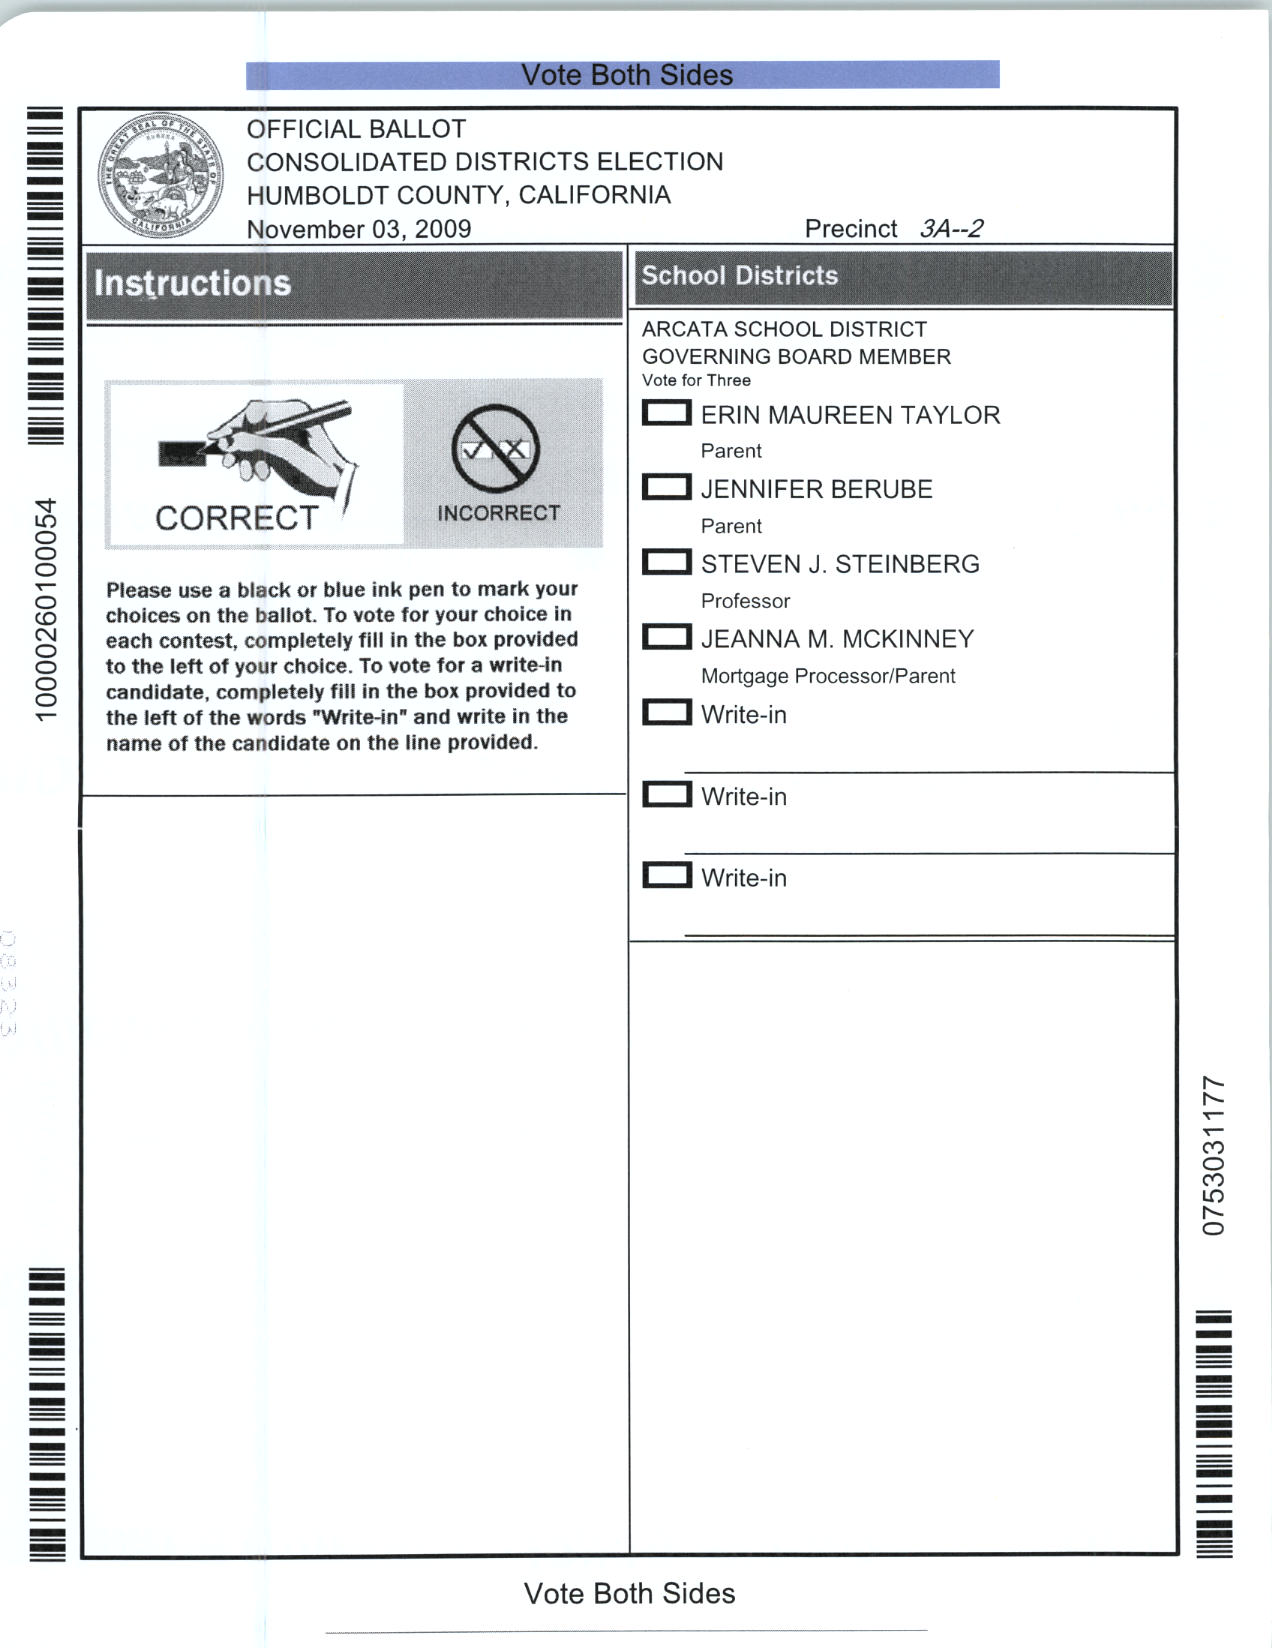 Vote Both Sides
THE GREAT SEAL OF THE STATE OF CALIFORNIA
EUREKA
OFFICIAL BALLOT
CONSOLIDATED DISTRICTS ELECTION
HUMBOLDT COUNTY, CALIFORNIA
November 03, 2009
Precinct 3A--2
Instructions
CORRECT
INCORRECT
Please use a black or blue ink pen to mark your
choices on the ballot. To vote for your choice in
each contest, completely fill in the box provided
to the left of your choice. To vote for a write-in
candidate, completely fill in the box provided to
the left of the words "Write-in" and write in the
name of the candidate on the line provided.
School Districts
ARCATA SCHOOL DISTRICT
GOVERNING BOARD MEMBER
Vote for Three
ERIN MAUREEN TAYLOR
Parent
JENNIFER BERUBE
Parent
STEVEN J. STEINBERG
Professor
JEANNA M. MCKINNEY
Mortgage Processor/Parent
Write-in
Write-in
Write-in
10000260100054
08323
0753031177
Vote Both Sides